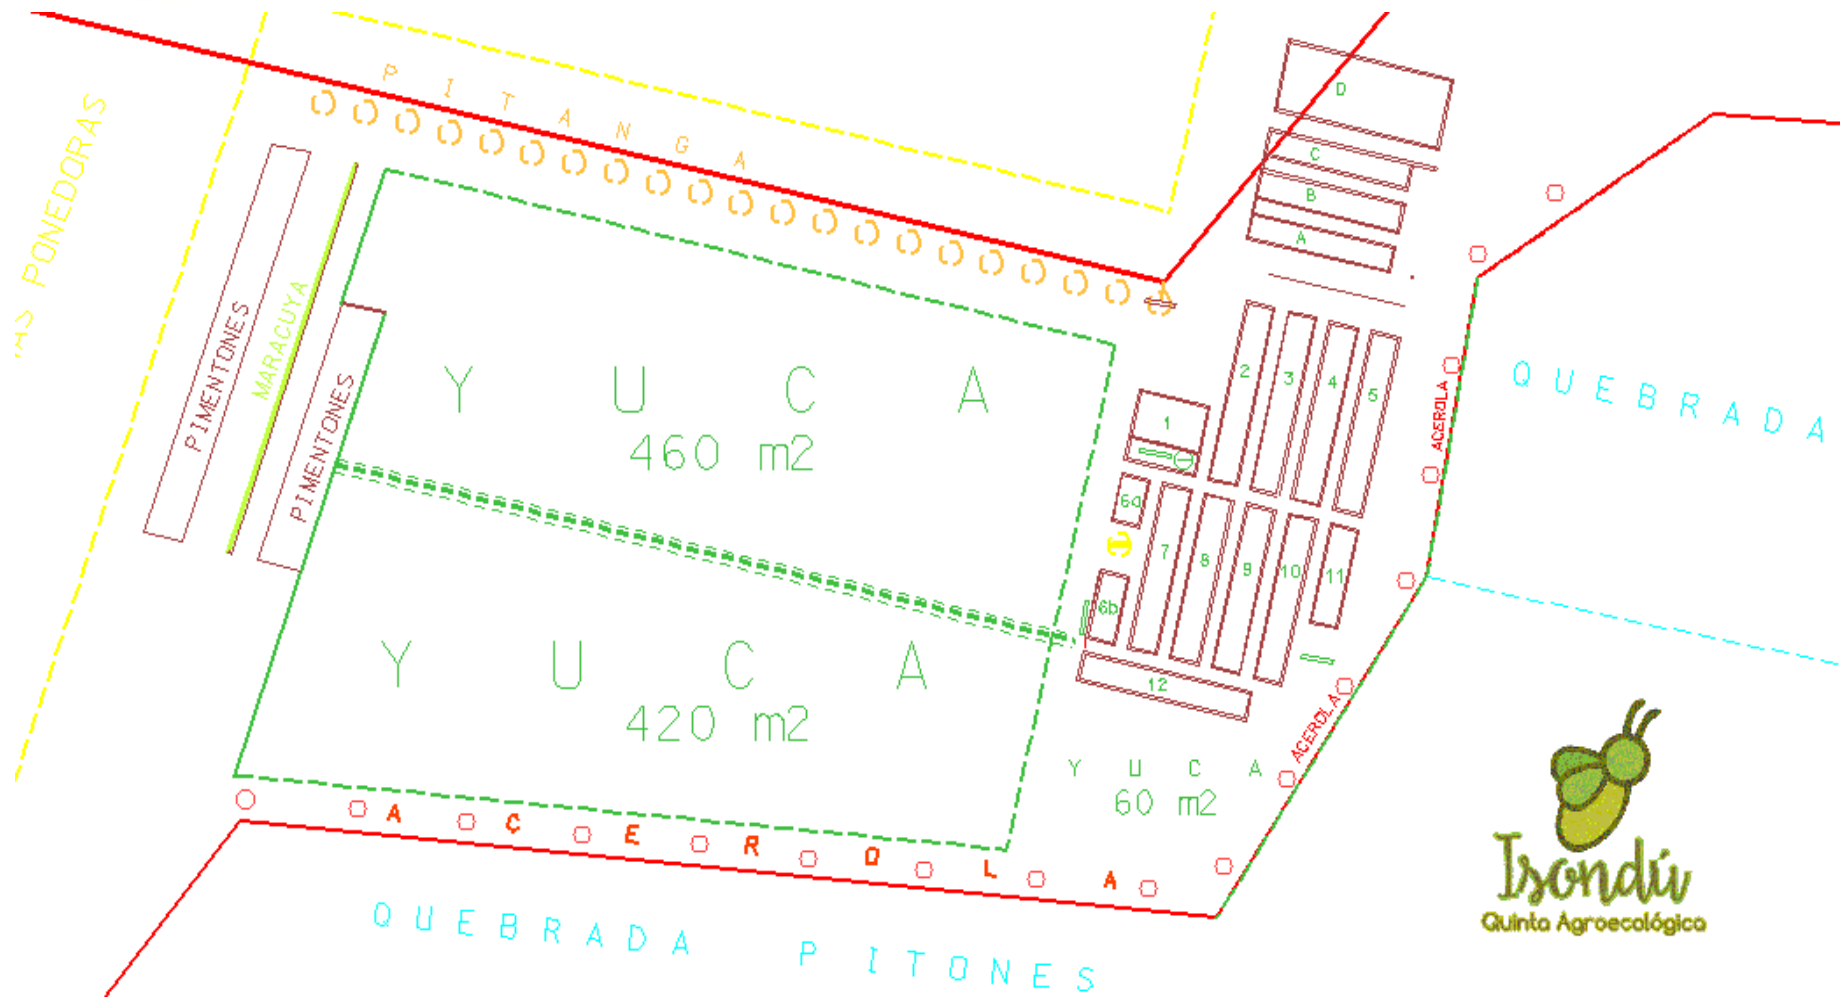 PITANGA
D
C
B
A
AS PONEDORAS
PIMENTONES
MARACUYA
PIMENTONES
YUCA
460 m2
1
2
3
4
5
ACEROLA
QUEBRADA
6a
7
8
9
10
11
6b
12
YUCA
420 m2
YUCA
60 m2
ACEROLA
ACEROLA
QUEBRADA PITONES
Isondú
Quinta Agroecológica